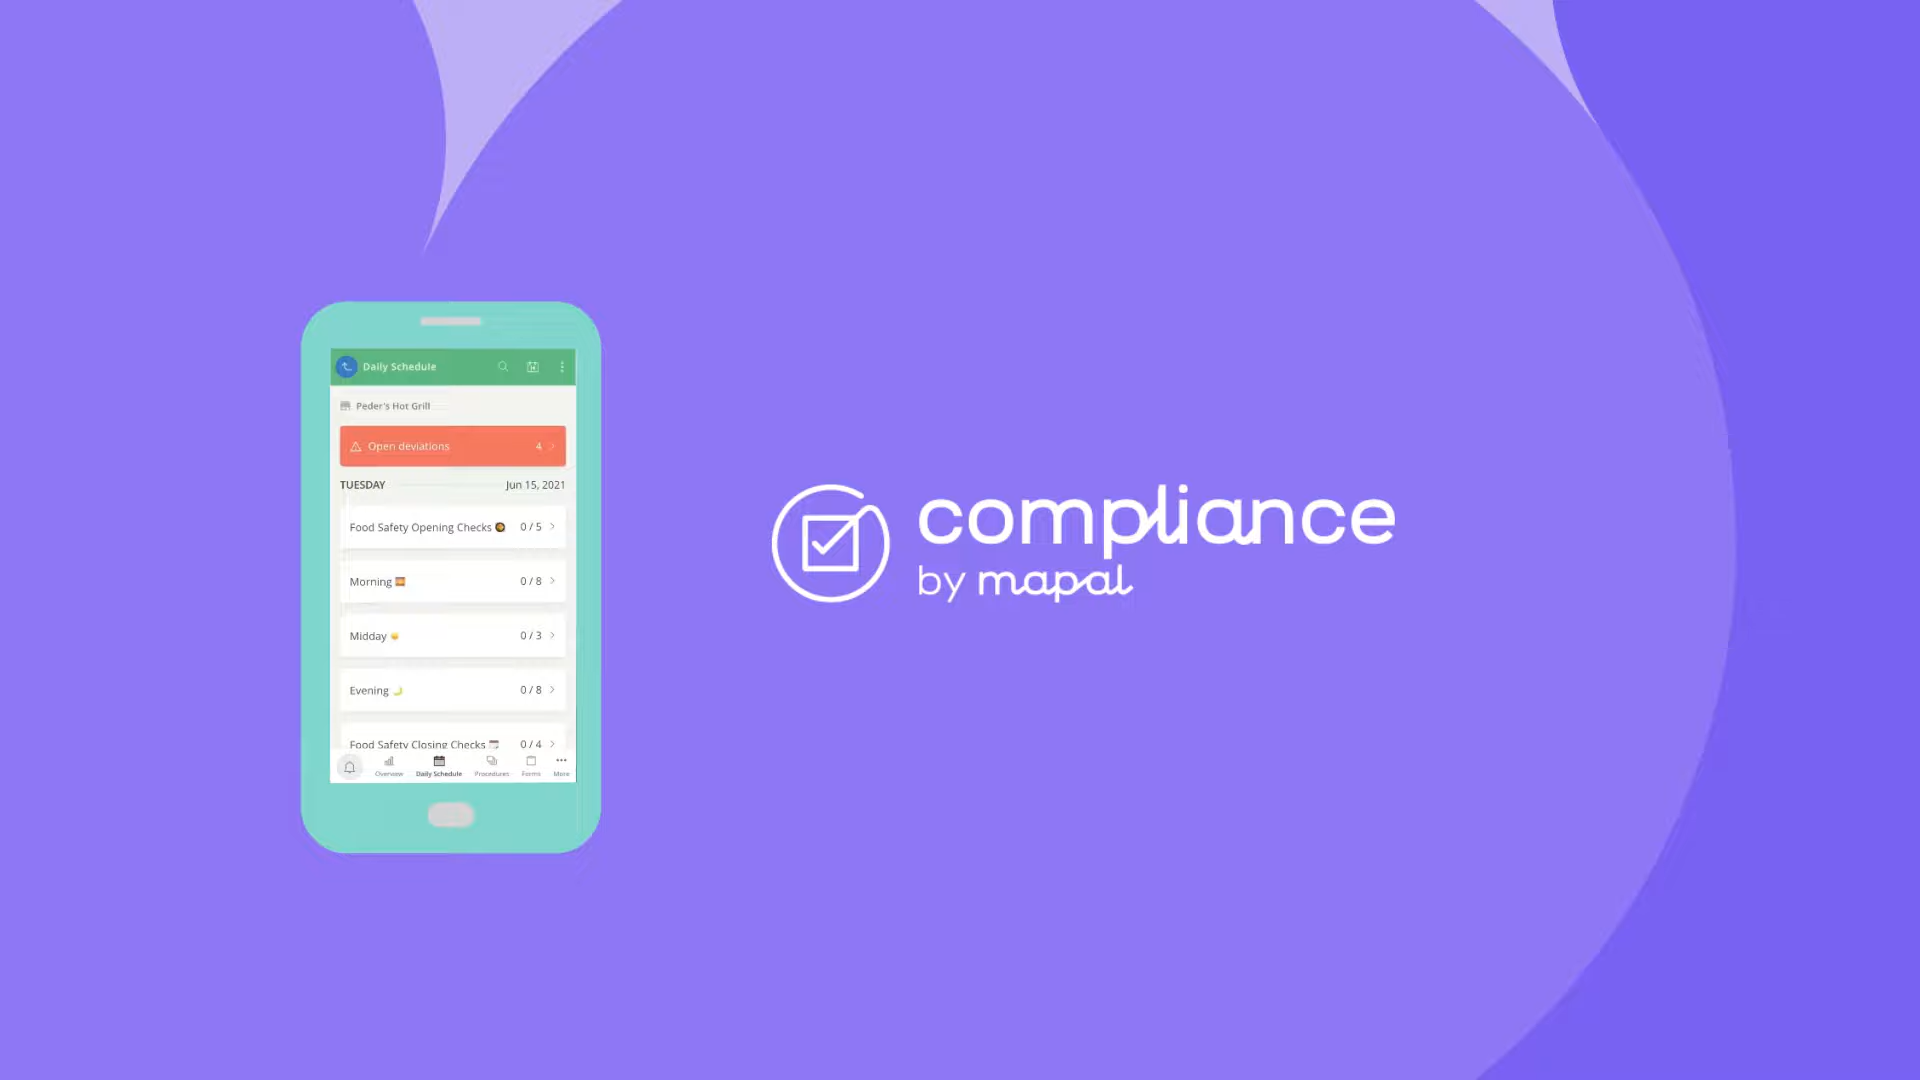 Daily Schedule
Peder's Hot Grill
Open deviations 4
TUESDAY Jun 15, 2021
Food Safety Opening Checks 0 / 5
Morning 0 / 8
Midday 0 / 3
Evening 0 / 8
Food Safety Closing Checks 0 / 4
Overview Daily Schedule Procedures Forms More
compliance
by mapal